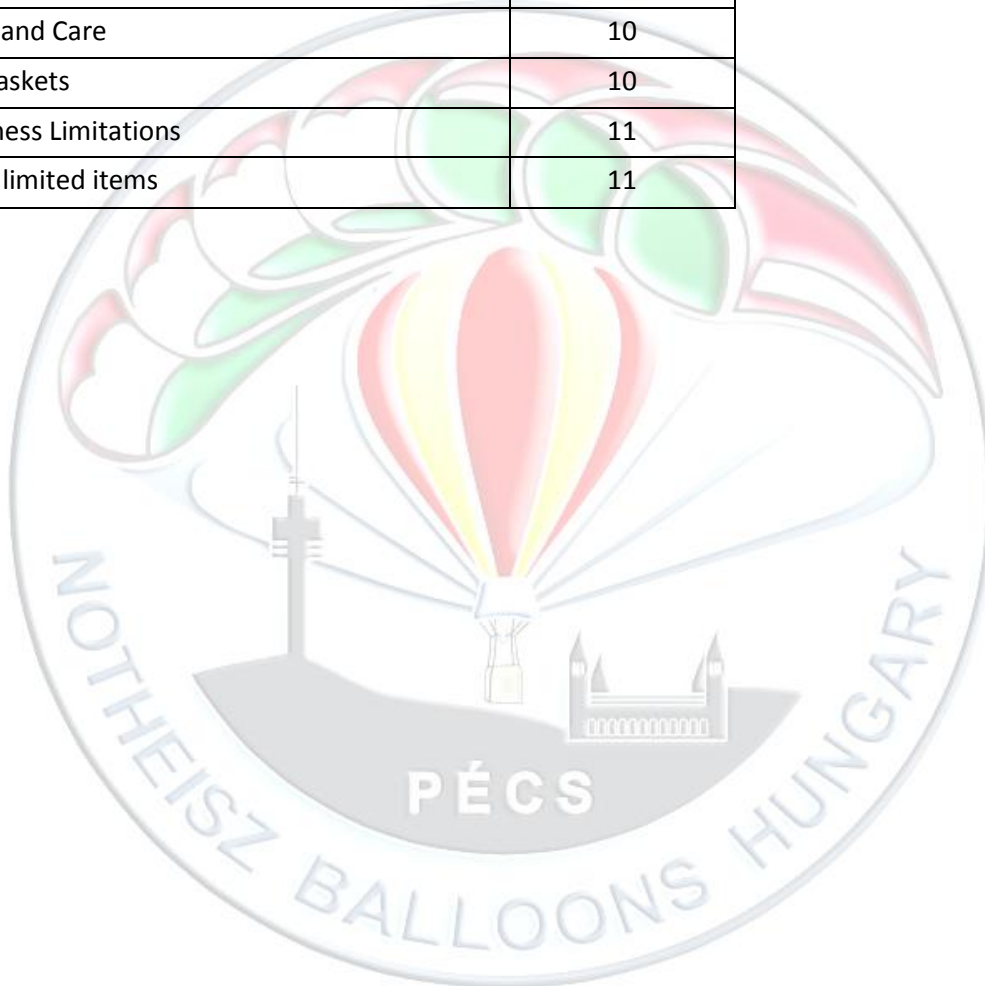 and Care 10
askets 10
ness Limitations 11
limited items 11
PÉCS
NOTHEISZ BALLOONS HUNGARY